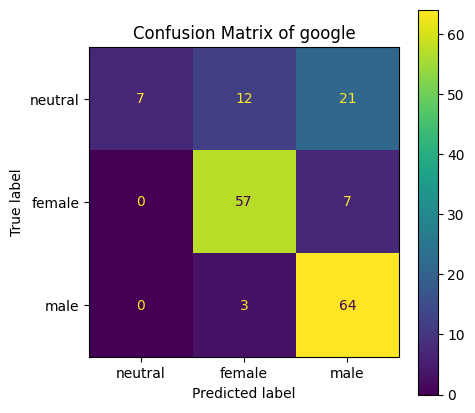 Confusion Matrix of google
neutral 7 12 21
female 0 57 7
male 0 3 64
neutral female male
Predicted label
True label
60
50
40
30
20
10
0